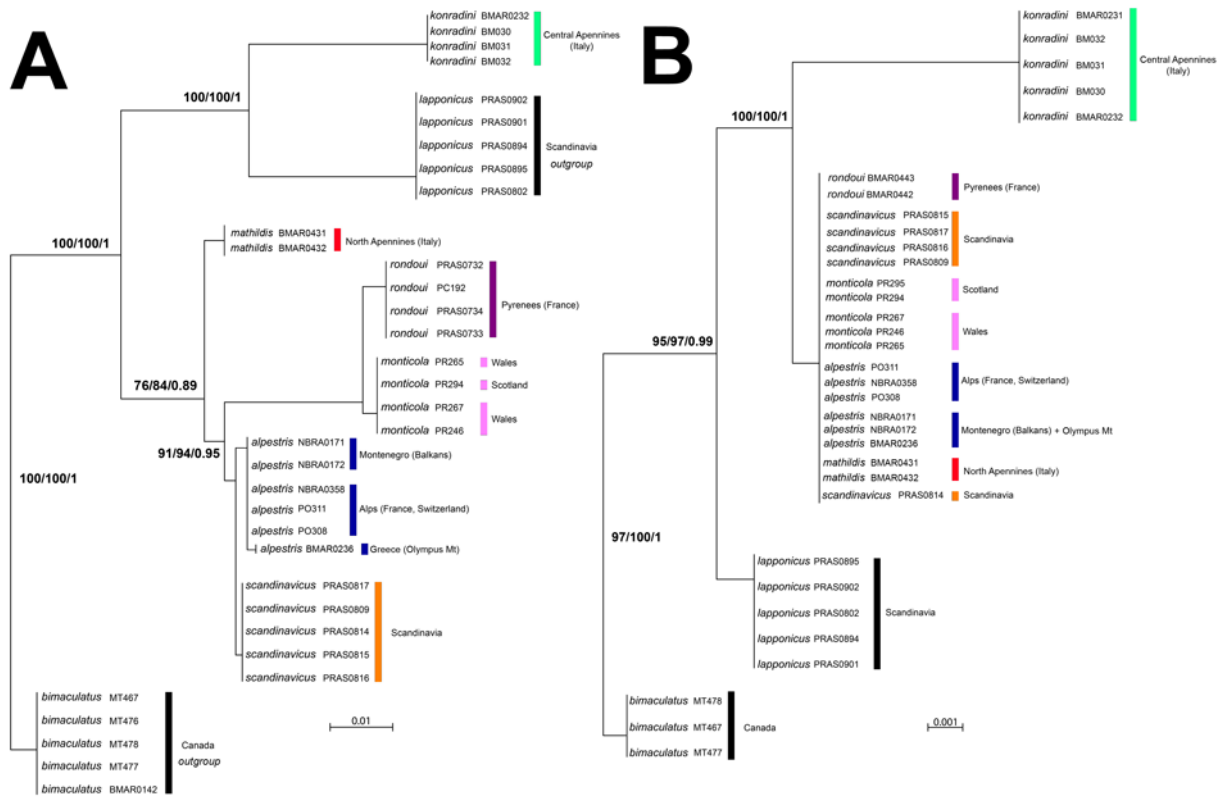 A
konradini BMAR0232
konradini BM030
konradini BM031
konradini BM032
Central Apennines
(Italy)
100/100/1
lapponicus PRAS0902
lapponicus PRAS0901
lapponicus PRAS0894
lapponicus PRAS0895
lapponicus PRAS0802
Scandinavia
outgroup
100/100/1
mathildis BMAR0431
mathildis BMAR0432
North Apennines (Italy)
rondoui PRAS0732
rondoui PC192
rondoui PRAS0734
rondoui PRAS0733
Pyrenees (France)
76/84/0.89
monticola PR265
Wales
monticola PR294
Scotland
monticola PR267
monticola PR246
Wales
91/94/0.95
alpestris NBRA0171
alpestris NBRA0172
Montenegro (Balkans)
alpestris NBRA0358
alpestris PO311
alpestris PO308
Alps (France, Switzerland)
alpestris BMAR0236
Greece (Olympus Mt)
100/100/1
scandinavicus PRAS0817
scandinavicus PRAS0809
scandinavicus PRAS0814
scandinavicus PRAS0815
scandinavicus PRAS0816
Scandinavia
bimaculatus MT467
bimaculatus MT476
bimaculatus MT478
bimaculatus MT477
bimaculatus BMAR0142
Canada
outgroup
0.01
B
konradini BMAR0231
konradini BM032
konradini BM031
konradini BM030
konradini BMAR0232
Central Apennines
(Italy)
100/100/1
rondoui BMAR0443
rondoui BMAR0442
Pyrenees (France)
scandinavicus PRAS0815
scandinavicus PRAS0817
scandinavicus PRAS0816
scandinavicus PRAS0809
Scandinavia
monticola PR295
monticola PR294
Scotland
monticola PR267
monticola PR246
monticola PR265
Wales
95/97/0.99
alpestris PO311
alpestris NBRA0358
alpestris PO308
Alps (France, Switzerland)
alpestris NBRA0171
alpestris NBRA0172
alpestris BMAR0236
Montenegro (Balkans) + Olympus Mt
mathildis BMAR0431
mathildis BMAR0432
North Apennines (Italy)
scandinavicus PRAS0814
Scandinavia
97/100/1
lapponicus PRAS0895
lapponicus PRAS0902
lapponicus PRAS0802
lapponicus PRAS0894
lapponicus PRAS0901
Scandinavia
bimaculatus MT478
bimaculatus MT467
bimaculatus MT477
Canada
0.001